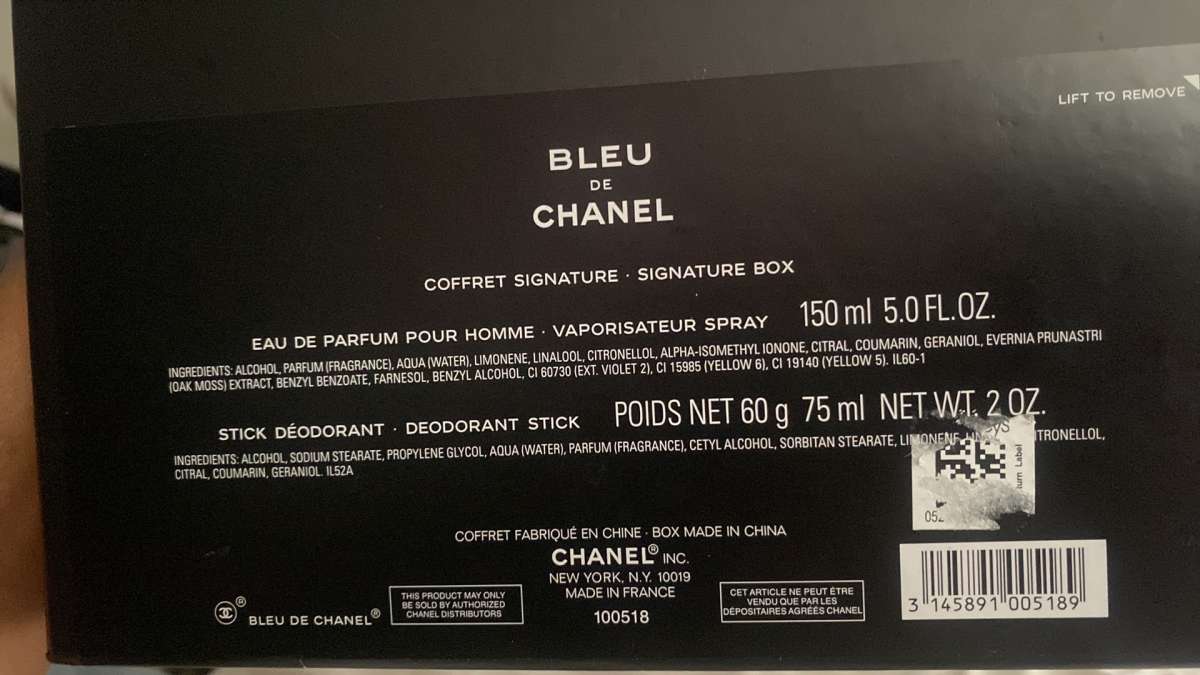 LIFT TO REMOVE
BLEU
DE
CHANEL
COFFRET SIGNATURE · SIGNATURE BOX
EAU DE PARFUM POUR HOMME · VAPORISATEUR SPRAY 150 ml 5.0 FL.OZ.
INGREDIENTS: ALCOHOL, PARFUM (FRAGRANCE), AQUA (WATER), LIMONENE, LINALOOL, CITRONELLOL, ALPHA-ISOMETHYL IONONE, CITRAL, COUMARIN, GERANIOL, EVERNIA PRUNASTRI
(OAK MOSS) EXTRACT, BENZYL BENZOATE, FARNESOL, BENZYL ALCOHOL, CI 60730 (EXT. VIOLET 2), CI 15985 (YELLOW 6), CI 19140 (YELLOW 5). IL60-1
STICK DÉODORANT · DEODORANT STICK POIDS NET 60 g 75 ml NET WT. 2 OZ.
INGREDIENTS: ALCOHOL, SODIUM STEARATE, PROPYLENE GLYCOL, AQUA (WATER), PARFUM (FRAGRANCE), CETYL ALCOHOL, SORBITAN STEARATE, LIMONENE,
CITRAL, COUMARIN, GERANIOL. IL52A
Label
COFFRET FABRIQUÉ EN CHINE · BOX MADE IN CHINA
CHANEL® INC.
NEW YORK, N.Y. 10019
MADE IN FRANCE
100518
® BLEU DE CHANEL®
THIS PRODUCT MAY ONLY
BE SOLD BY AUTHORIZED
CHANEL DISTRIBUTORS
CET ARTICLE NE PEUT ÊTRE
VENDU QUE PAR LES
DÉPOSITAIRES AGRÉÉS CHANEL
3 145891 005189